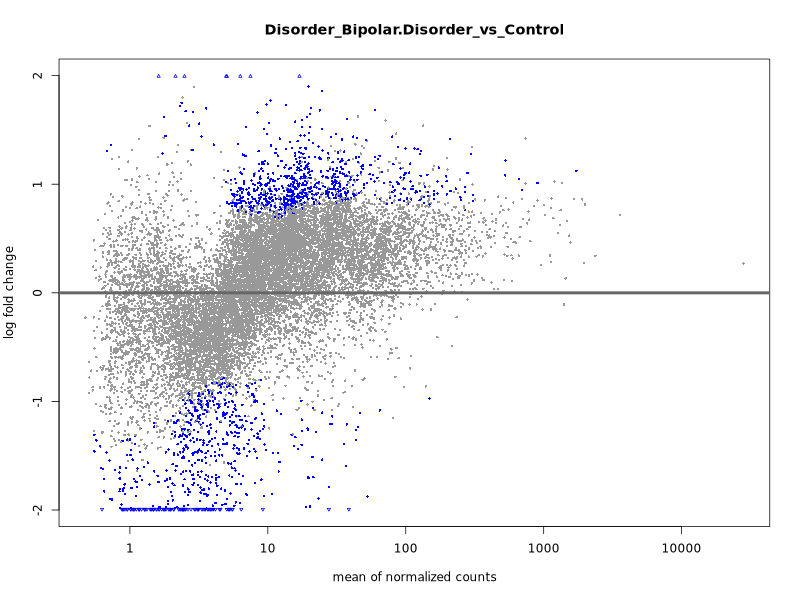 Disorder_Bipolar.Disorder_vs_Control
2
1
0
-1
-2
log fold change
1 10 100 1000 10000
mean of normalized counts